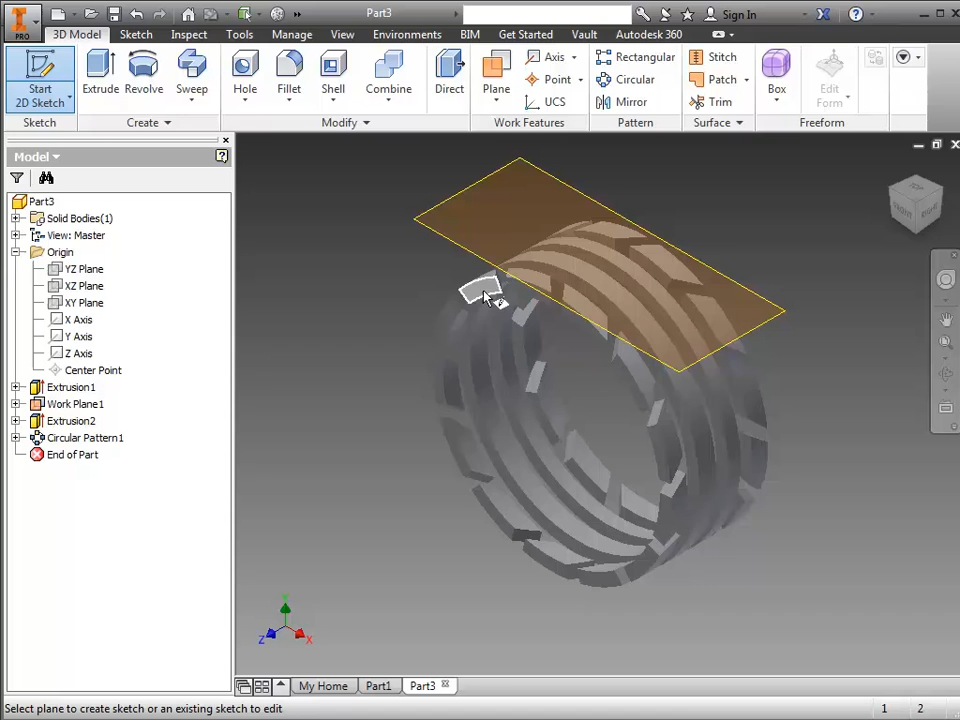 Part3
Sign In
PRO
3D Model Sketch Inspect Tools Manage View Environments BIM Get Started Vault Autodesk 360
Start
2D Sketch
Extrude
Revolve
Sweep
Hole
Fillet
Shell
Combine
Direct
Plane
Axis
Point
UCS
Rectangular
Circular
Mirror
Stitch
Patch
Trim
Box
Edit
Form
Sketch Create Modify Work Features Pattern Surface Freeform
Model
Part3
Solid Bodies(1)
View: Master
Origin
YZ Plane
XZ Plane
XY Plane
X Axis
Y Axis
Z Axis
Center Point
Extrusion1
Work Plane1
Extrusion2
Circular Pattern1
End of Part
TOP
FRONT
RIGHT
Y
Z
X
My Home Part1 Part3
Select plane to create sketch or an existing sketch to edit 1 2